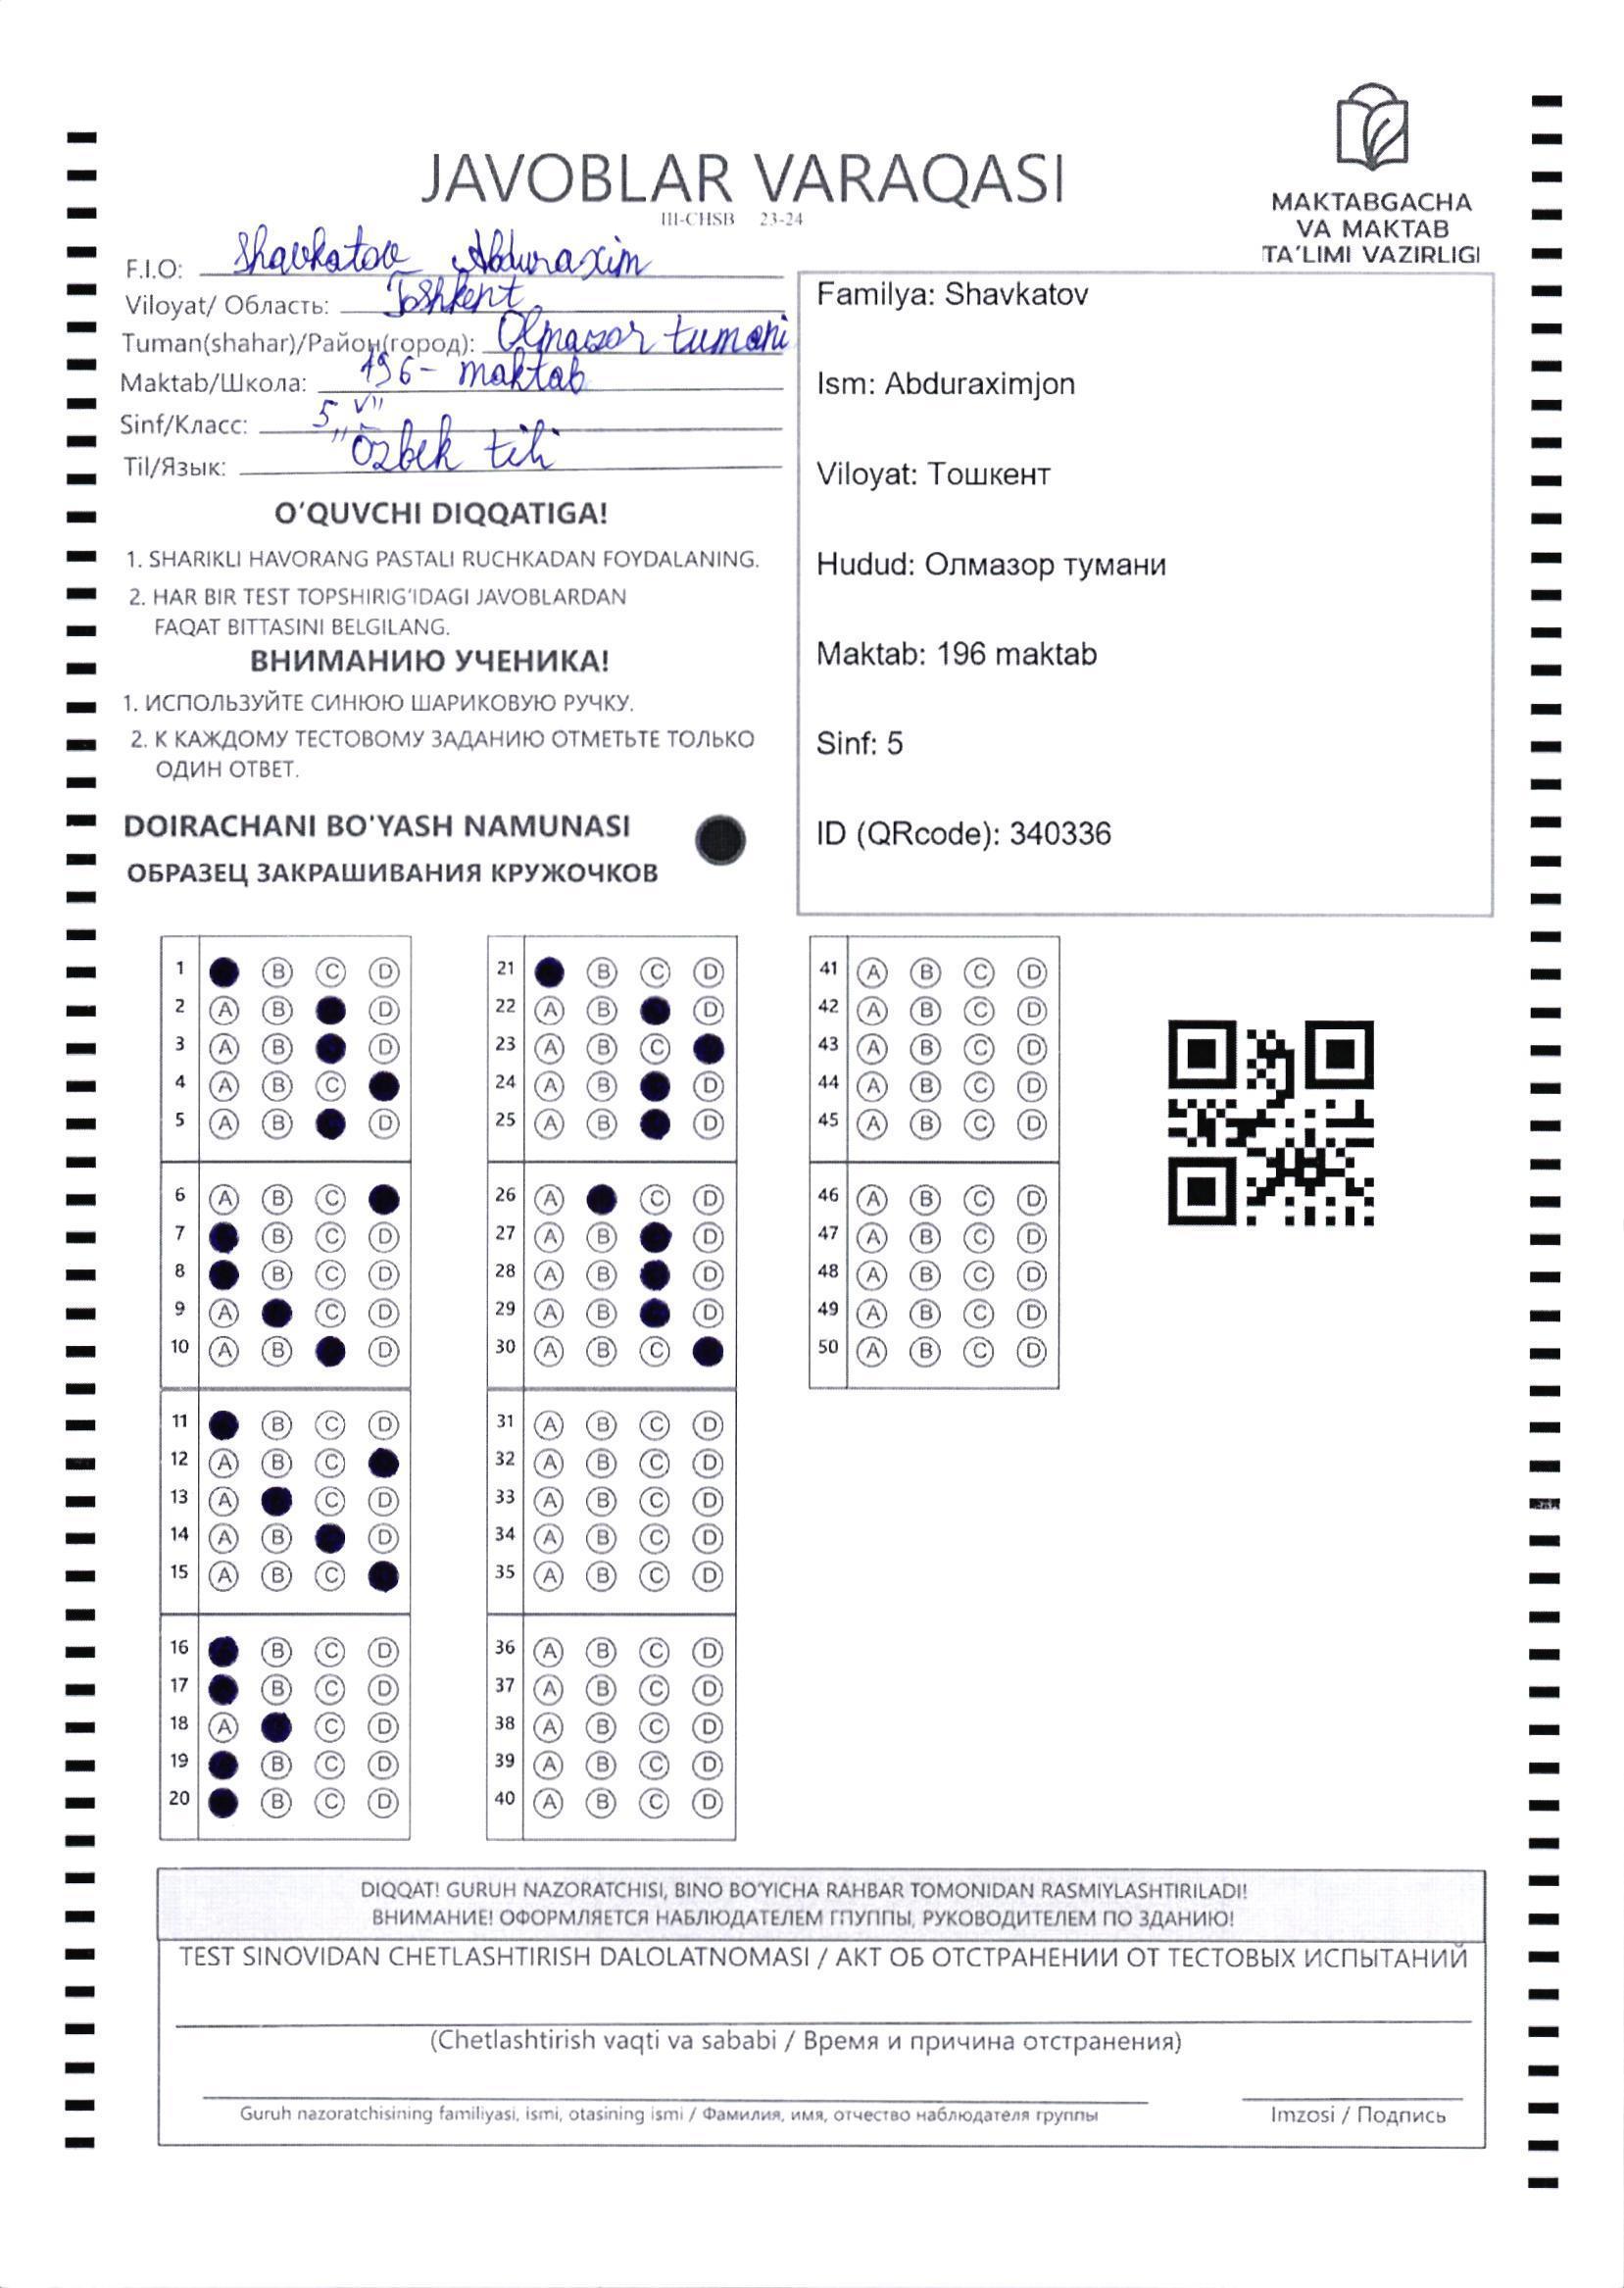 JAVOBLAR VARAQASI
III-CHSB 23-24
MAKTABGACHA
VA MAKTAB
TA'LIMI VAZIRLIGI
F.I.O: Shavkatov Abduraxim
Viloyat/ Область: Toshkent
Tuman(shahar)/Район(город): Olmazor tumani
Maktab/Школа: 196- maktab
Sinf/Класс: 5 „V"
Til/Язык: Ozbek tili
O'QUVCHI DIQQATIGA!
1. SHARIKLI HAVORANG PASTALI RUCHKADAN FOYDALANING.
2. HAR BIR TEST TOPSHIRIG'IDAGI JAVOBLARDAN
FAQAT BITTASINI BELGILANG.
ВНИМАНИЮ УЧЕНИКА!
1. ИСПОЛЬЗУЙТЕ СИНЮЮ ШАРИКОВУЮ РУЧКУ.
2. К КАЖДОМУ ТЕСТОВОМУ ЗАДАНИЮ ОТМЕТЬТЕ ТОЛЬКО
ОДИН ОТВЕТ.
DOIRACHANI BO'YASH NAMUNASI
ОБРАЗЕЦ ЗАКРАШИВАНИЯ КРУЖОЧКОВ
Familya: Shavkatov
Ism: Abduraximjon
Viloyat: Тошкент
Hudud: Олмазор тумани
Maktab: 196 maktab
Sinf: 5
ID (QRcode): 340336
1 B C D
2 A B D
3 A B D
4 A B C
5 A B D
6 A B C
7 B C D
8 B C D
9 A C D
10 A B D
11 B C D
12 A B C
13 A C D
14 A B D
15 A B C
16 B C D
17 B C D
18 A C D
19 B C D
20 B C D
21 B C D
22 A B D
23 A B C
24 A B D
25 A B D
26 A C D
27 A B D
28 A B D
29 A B D
30 A B C
31 A B C D
32 A B C D
33 A B C D
34 A B C D
35 A B C D
36 A B C D
37 A B C D
38 A B C D
39 A B C D
40 A B C D
41 A B C D
42 A B C D
43 A B C D
44 A B C D
45 A B C D
46 A B C D
47 A B C D
48 A B C D
49 A B C D
50 A B C D
DIQQAT! GURUH NAZORATCHISI, BINO BO'YICHA RAHBAR TOMONIDAN RASMIYLASHTIRILADI!
ВНИМАНИЕ! ОФОРМЛЯЕТСЯ НАБЛЮДАТЕЛЕМ ГПУППЫ, РУКОВОДИТЕЛЕМ ПО ЗДАНИЮ!
TEST SINOVIDAN CHETLASHTIRISH DALOLATNOMASI / АКТ ОБ ОТСТРАНЕНИИ ОТ ТЕСТОВЫХ ИСПЫТАНИЙ
(Chetlashtirish vaqti va sababi / Время и причина отстранения)
Guruh nazoratchisining familiyasi, ismi, otasining ismi / Фамилия, имя, отчество наблюдателя группы
Imzosi / Подпись